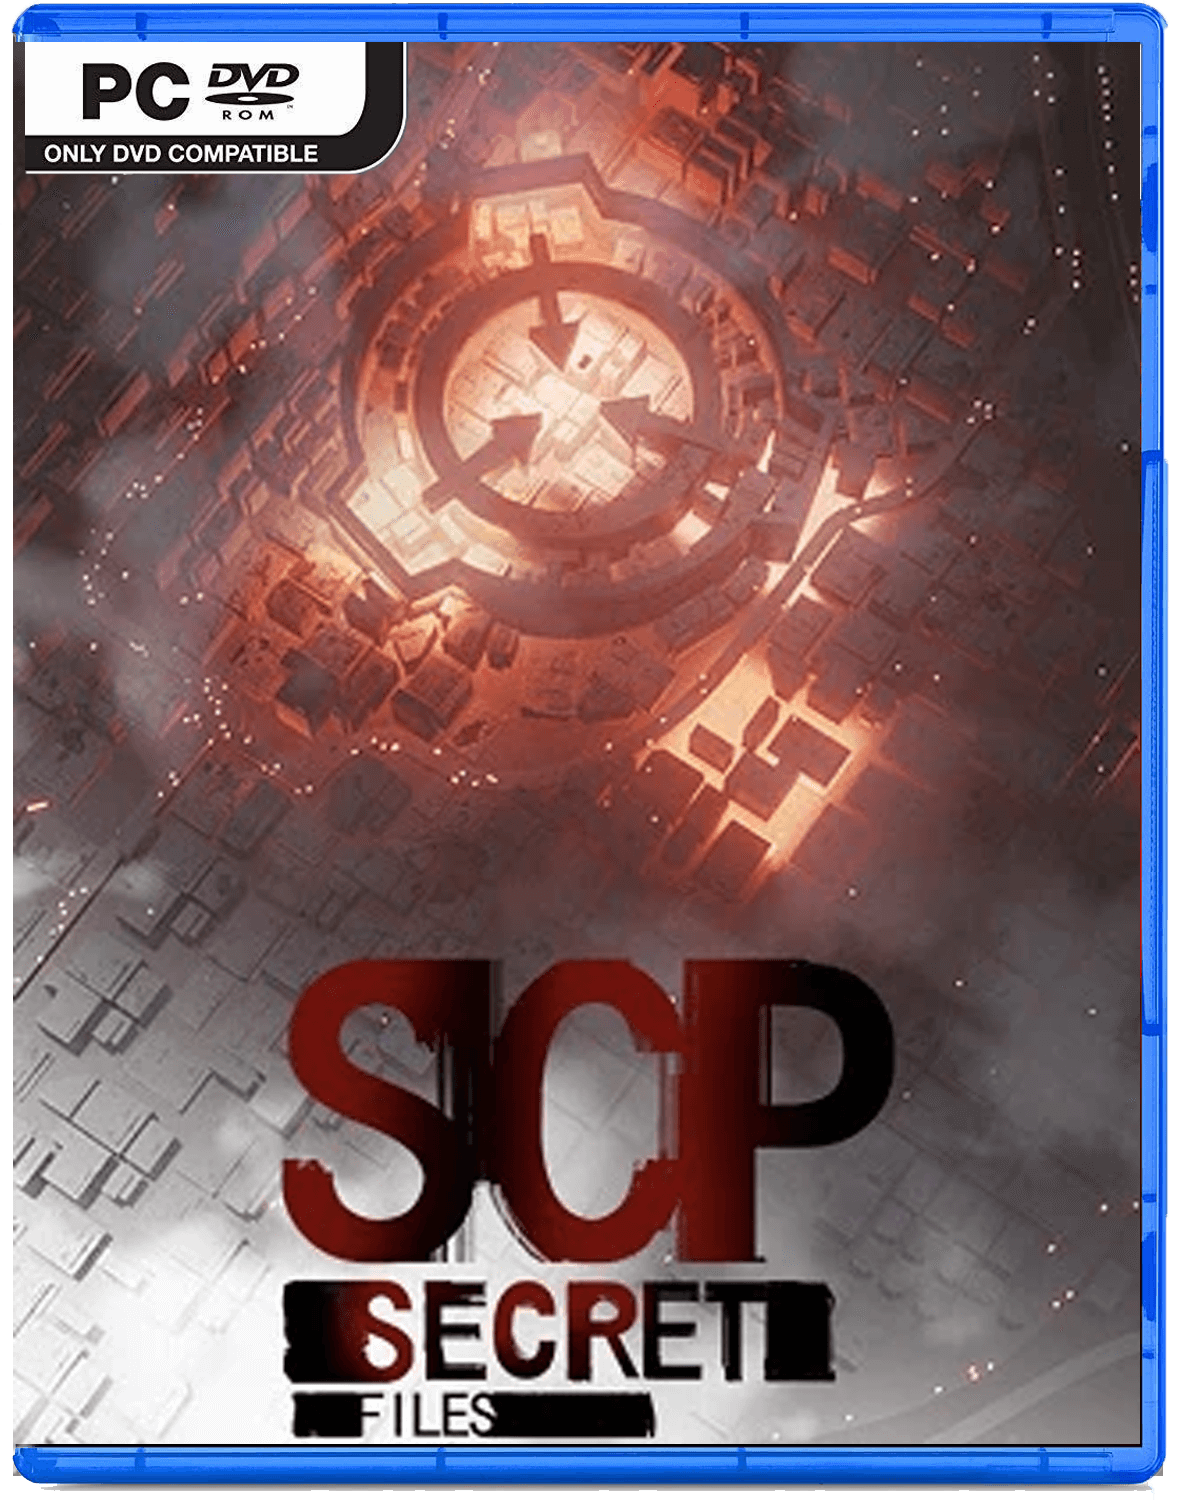 PC DVD
ROM
ONLY DVD COMPATIBLE
SCP
SECRET
FILES